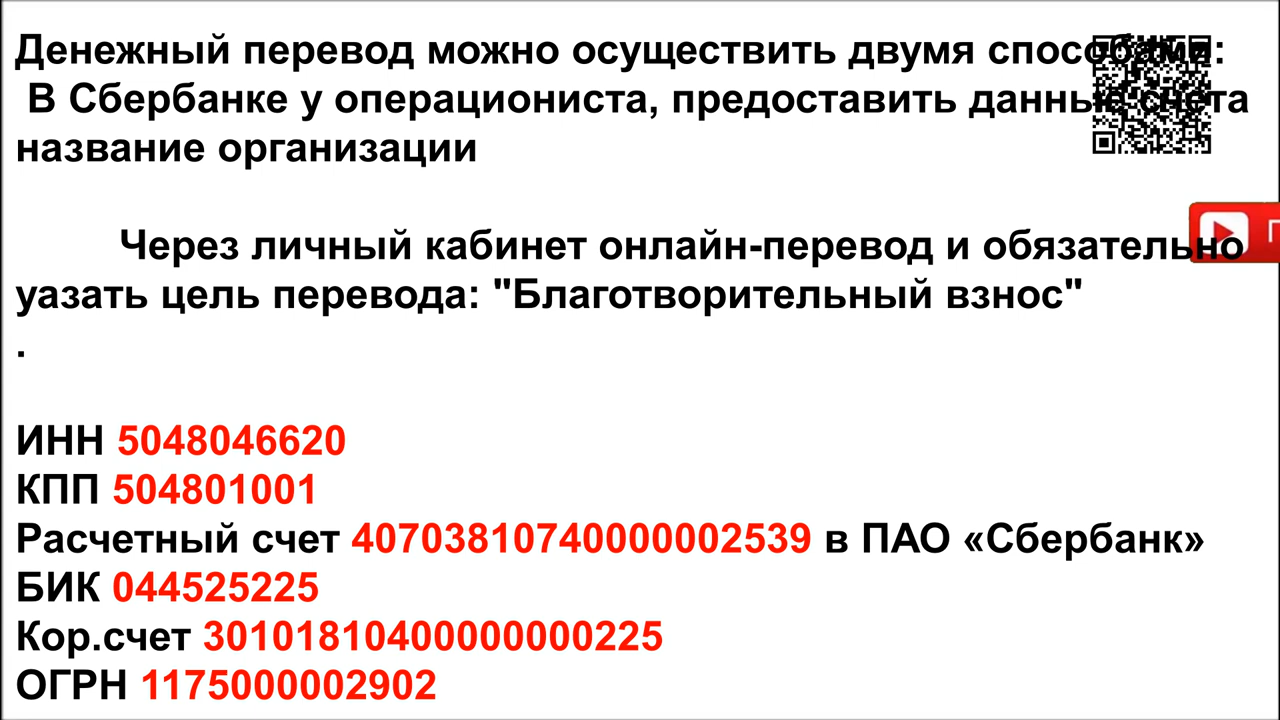 Денежный перевод можно осуществить двумя способами:
В Сбербанке у операциониста, предоставить данные счета
название организации
Через личный кабинет онлайн-перевод и обязательно
уазать цель перевода: "Благотворительный взнос"
.
ИНН 5048046620
КПП 504801001
Расчетный счет 40703810740000002539 в ПАО «Сбербанк»
БИК 044525225
Кор.счет 30101810400000000225
ОГРН 1175000002902